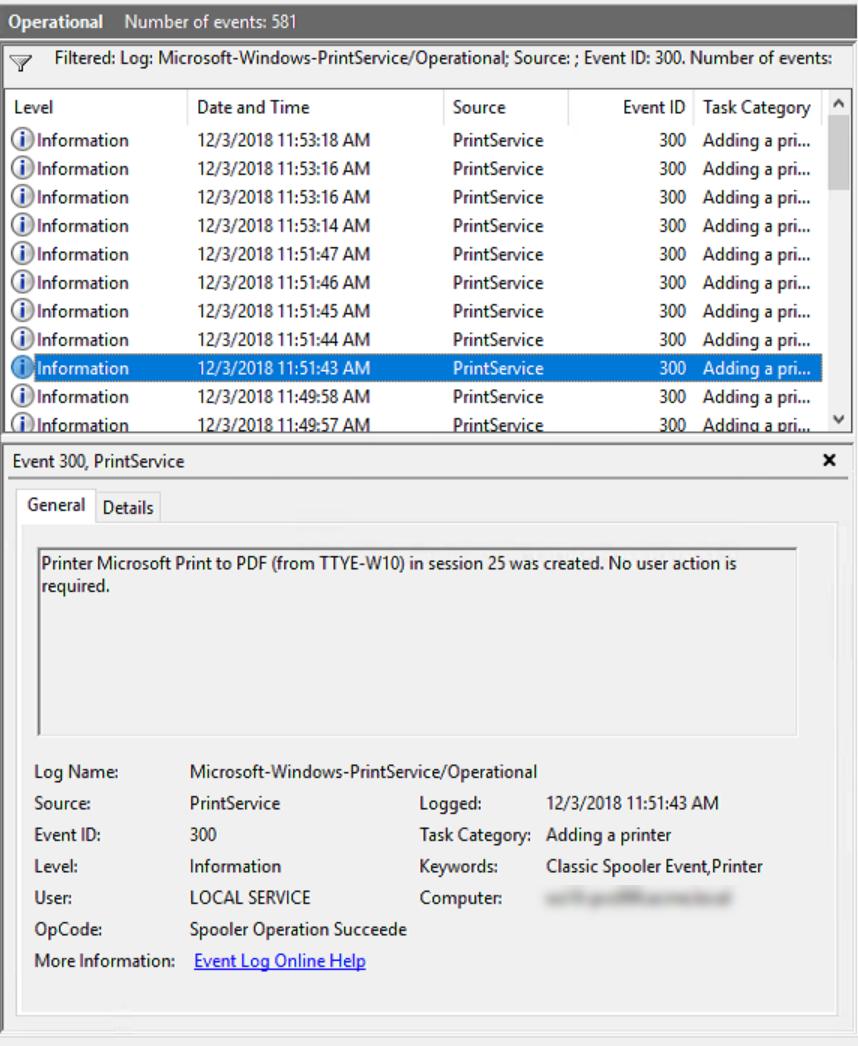 Operational Number of events: 581
Filtered: Log: Microsoft-Windows-PrintService/Operational; Source: ; Event ID: 300. Number of events:
Level Date and Time Source Event ID Task Category
Information 12/3/2018 11:53:18 AM PrintService 300 Adding a pri...
Information 12/3/2018 11:53:16 AM PrintService 300 Adding a pri...
Information 12/3/2018 11:53:16 AM PrintService 300 Adding a pri...
Information 12/3/2018 11:53:14 AM PrintService 300 Adding a pri...
Information 12/3/2018 11:51:47 AM PrintService 300 Adding a pri...
Information 12/3/2018 11:51:46 AM PrintService 300 Adding a pri...
Information 12/3/2018 11:51:45 AM PrintService 300 Adding a pri...
Information 12/3/2018 11:51:44 AM PrintService 300 Adding a pri...
Information 12/3/2018 11:51:43 AM PrintService 300 Adding a pri...
Information 12/3/2018 11:49:58 AM PrintService 300 Adding a pri...
Information 12/3/2018 11:49:57 AM PrintService 300 Adding a pri...
Event 300, PrintService
General Details
Printer Microsoft Print to PDF (from TTYE-W10) in session 25 was created. No user action is
required.
Log Name: Microsoft-Windows-PrintService/Operational
Source: PrintService Logged: 12/3/2018 11:51:43 AM
Event ID: 300 Task Category: Adding a printer
Level: Information Keywords: Classic Spooler Event,Printer
User: LOCAL SERVICE Computer:
OpCode: Spooler Operation Succeede
More Information: Event Log Online Help